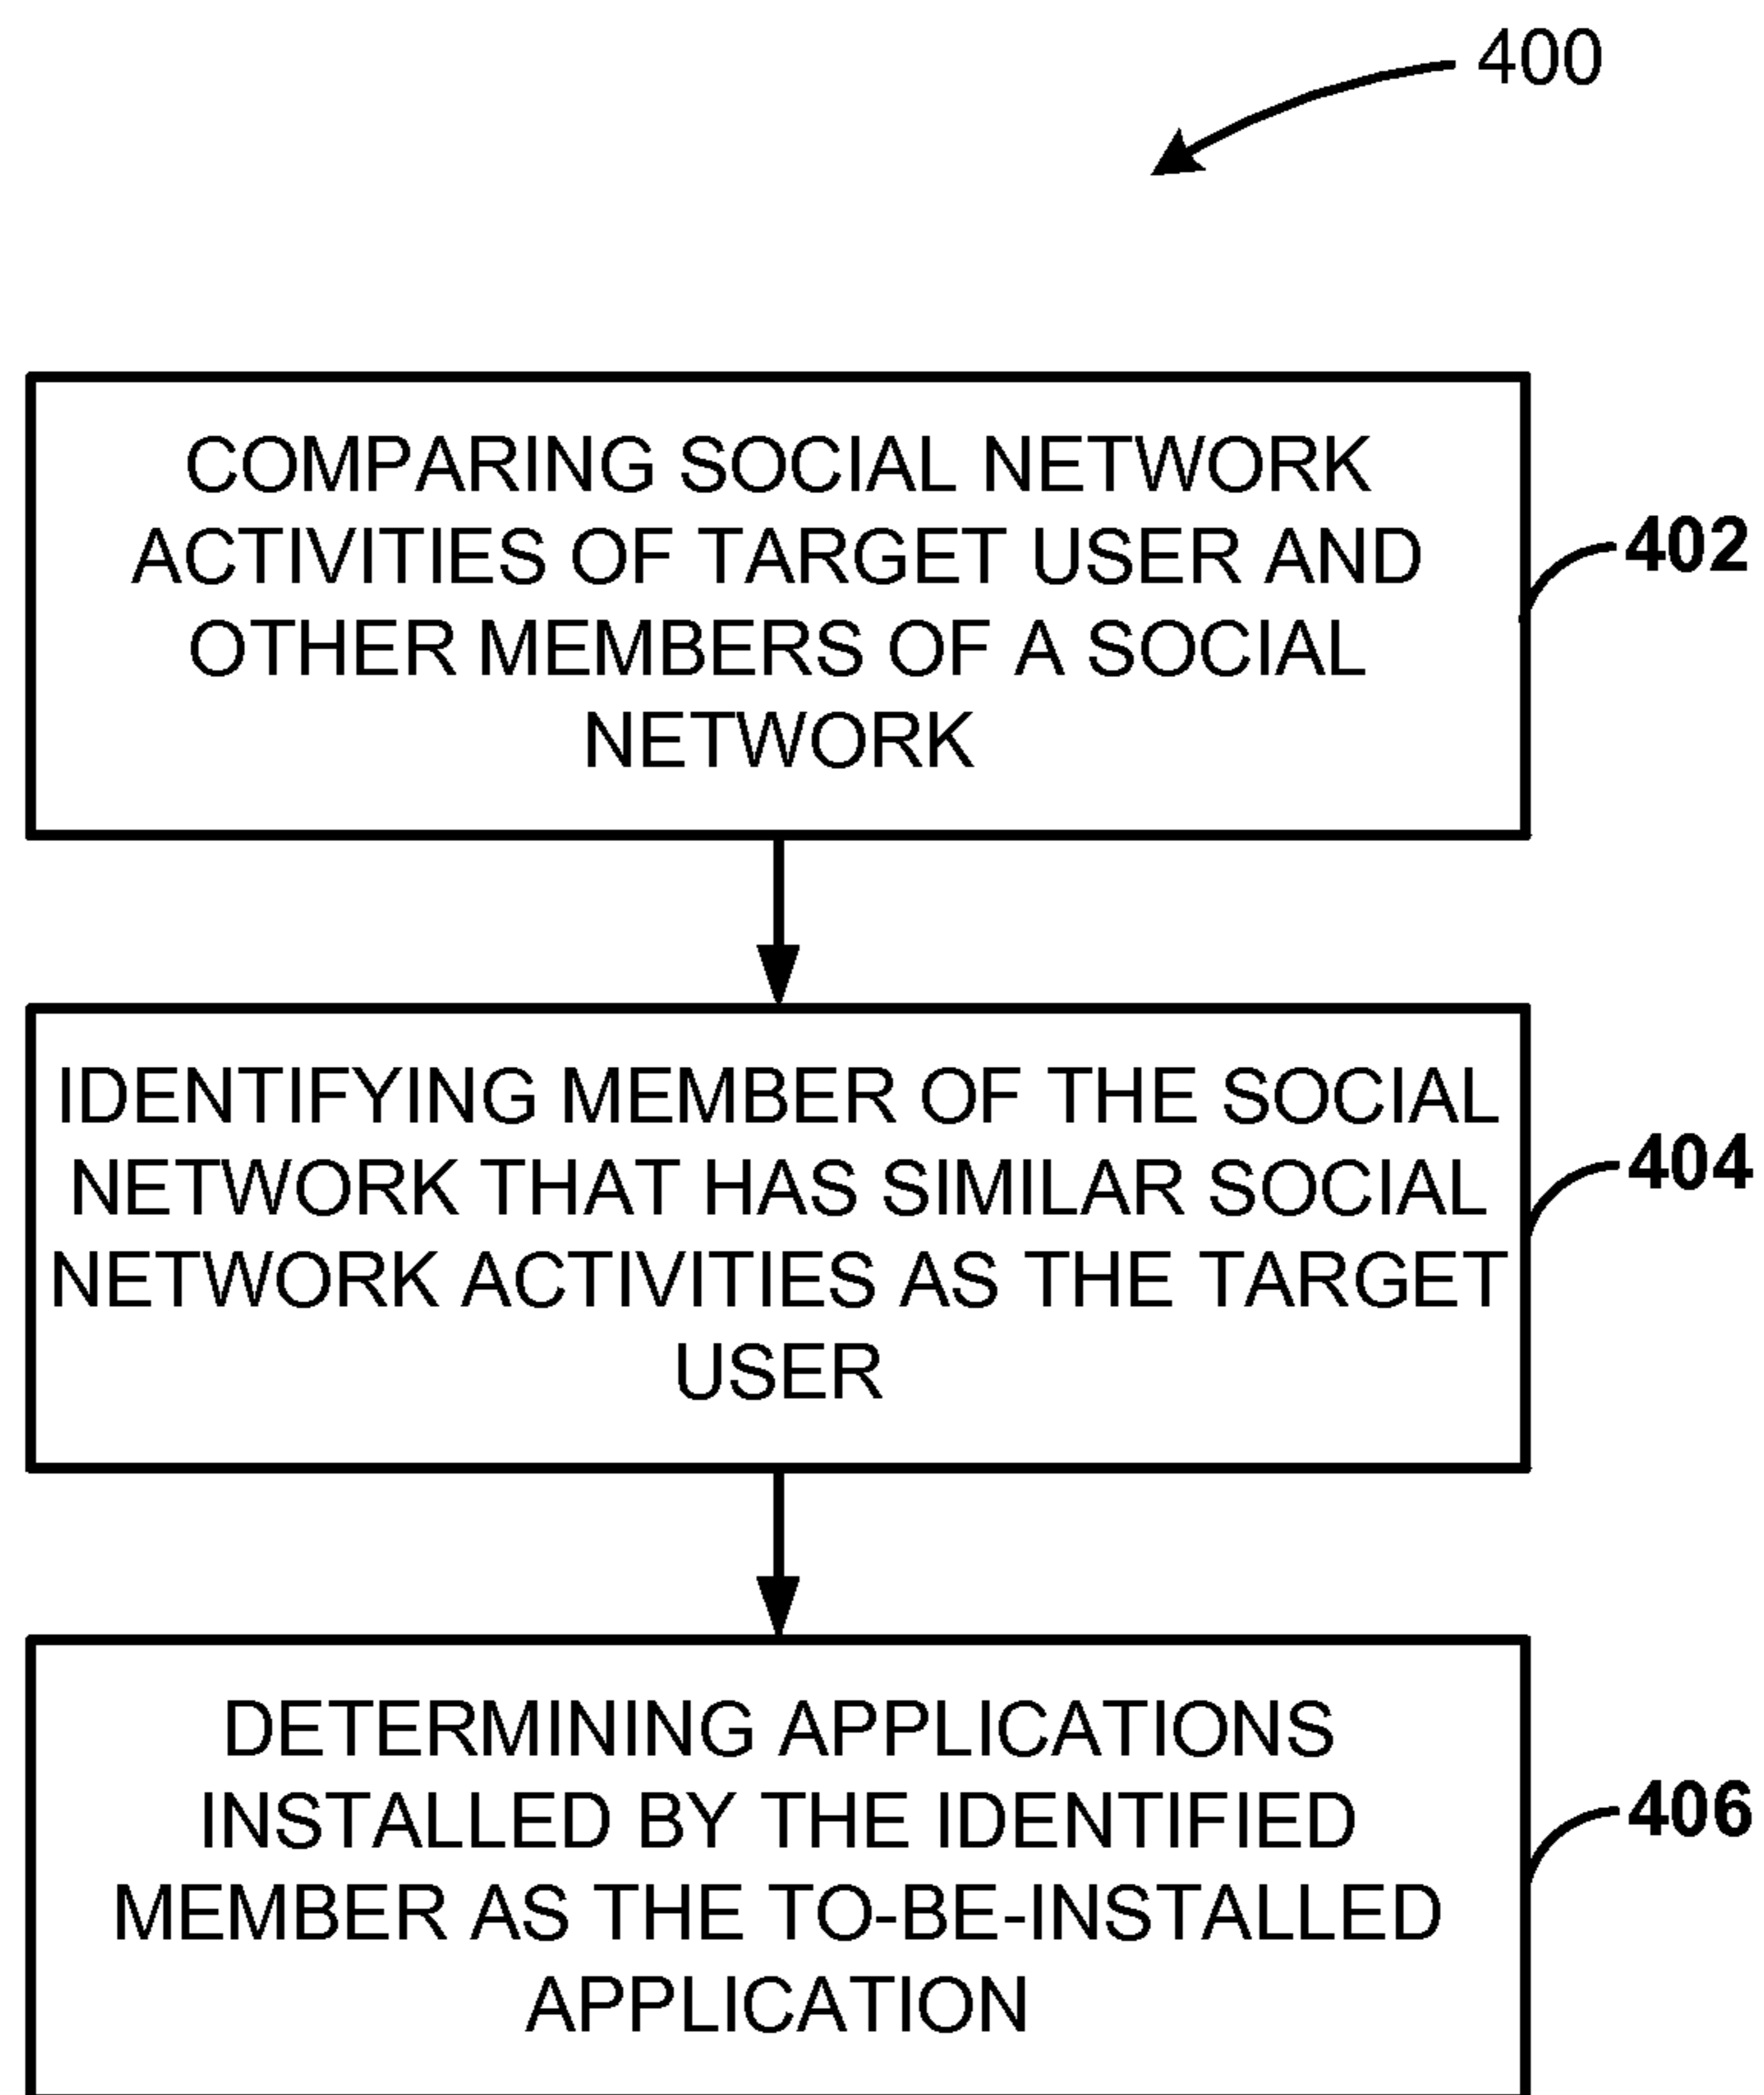 400
COMPARING SOCIAL NETWORK
ACTIVITIES OF TARGET USER AND
OTHER MEMBERS OF A SOCIAL
NETWORK
402
IDENTIFYING MEMBER OF THE SOCIAL
NETWORK THAT HAS SIMILAR SOCIAL
NETWORK ACTIVITIES AS THE TARGET
USER
404
DETERMINING APPLICATIONS
INSTALLED BY THE IDENTIFIED
MEMBER AS THE TO-BE-INSTALLED
APPLICATION
406